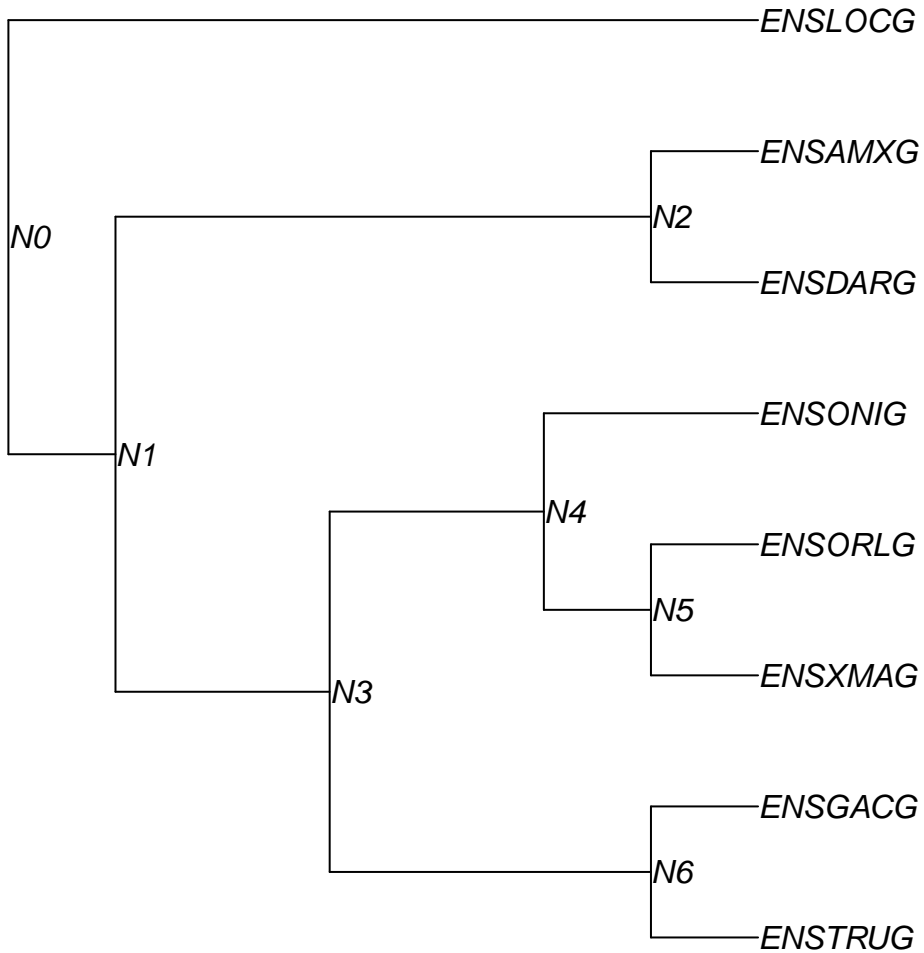 ENSLOCG
ENSAMXG
N2
N0
ENSDARG
ENSONIG
N1
N4
ENSORLG
N5
ENSXMAG
N3
ENSGACG
N6
ENSTRUG